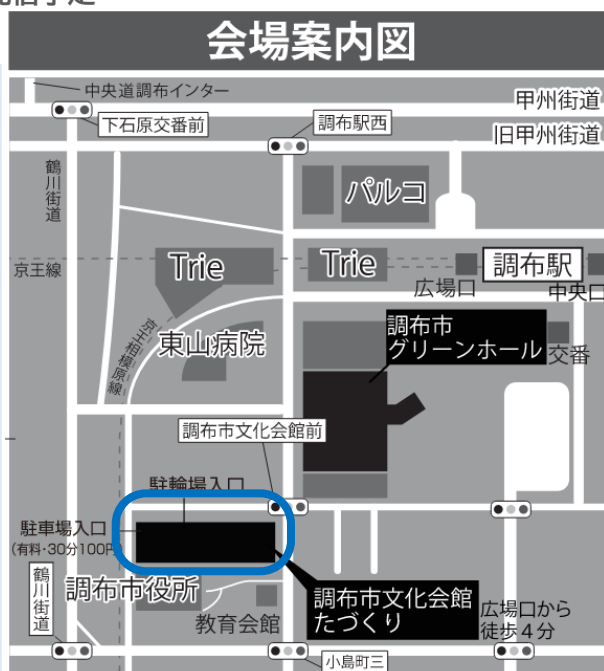 会場案内図
中央道調布インター
甲州街道
下石原交番前
調布駅西
旧甲州街道
鶴川街道
パルコ
京王線
Trie
Trie
調布駅
広場口
中央口
京王相模原線
東山病院
調布市
グリーンホール
交番
調布市文化会館前
駐輪場入口
駐車場入口
(有料・30分100円)
鶴川街道
調布市役所
教育会館
調布市文化会館
たづくり
広場口から
徒歩4分
小島町三